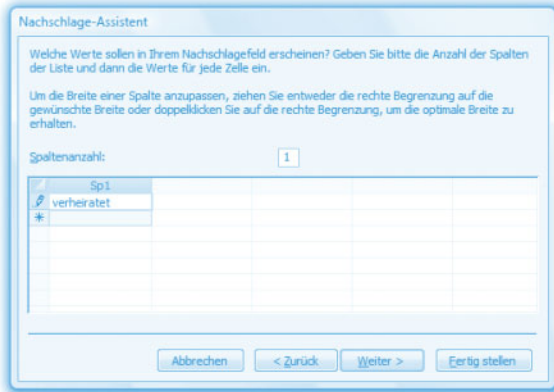 Nachschlage-Assistent
Welche Werte sollen in Ihrem Nachschlagefeld erscheinen? Geben Sie bitte die Anzahl der Spalten
der Liste und dann die Werte für jede Zelle ein.
Um die Breite einer Spalte anzupassen, ziehen Sie entweder die rechte Begrenzung auf die
gewünschte Breite oder doppelklicken Sie auf die rechte Begrenzung, um die optimale Breite zu
erhalten.
Spaltenanzahl: 1
Sp1
verheiratet
*
Abbrechen < Zurück Weiter > Fertig stellen